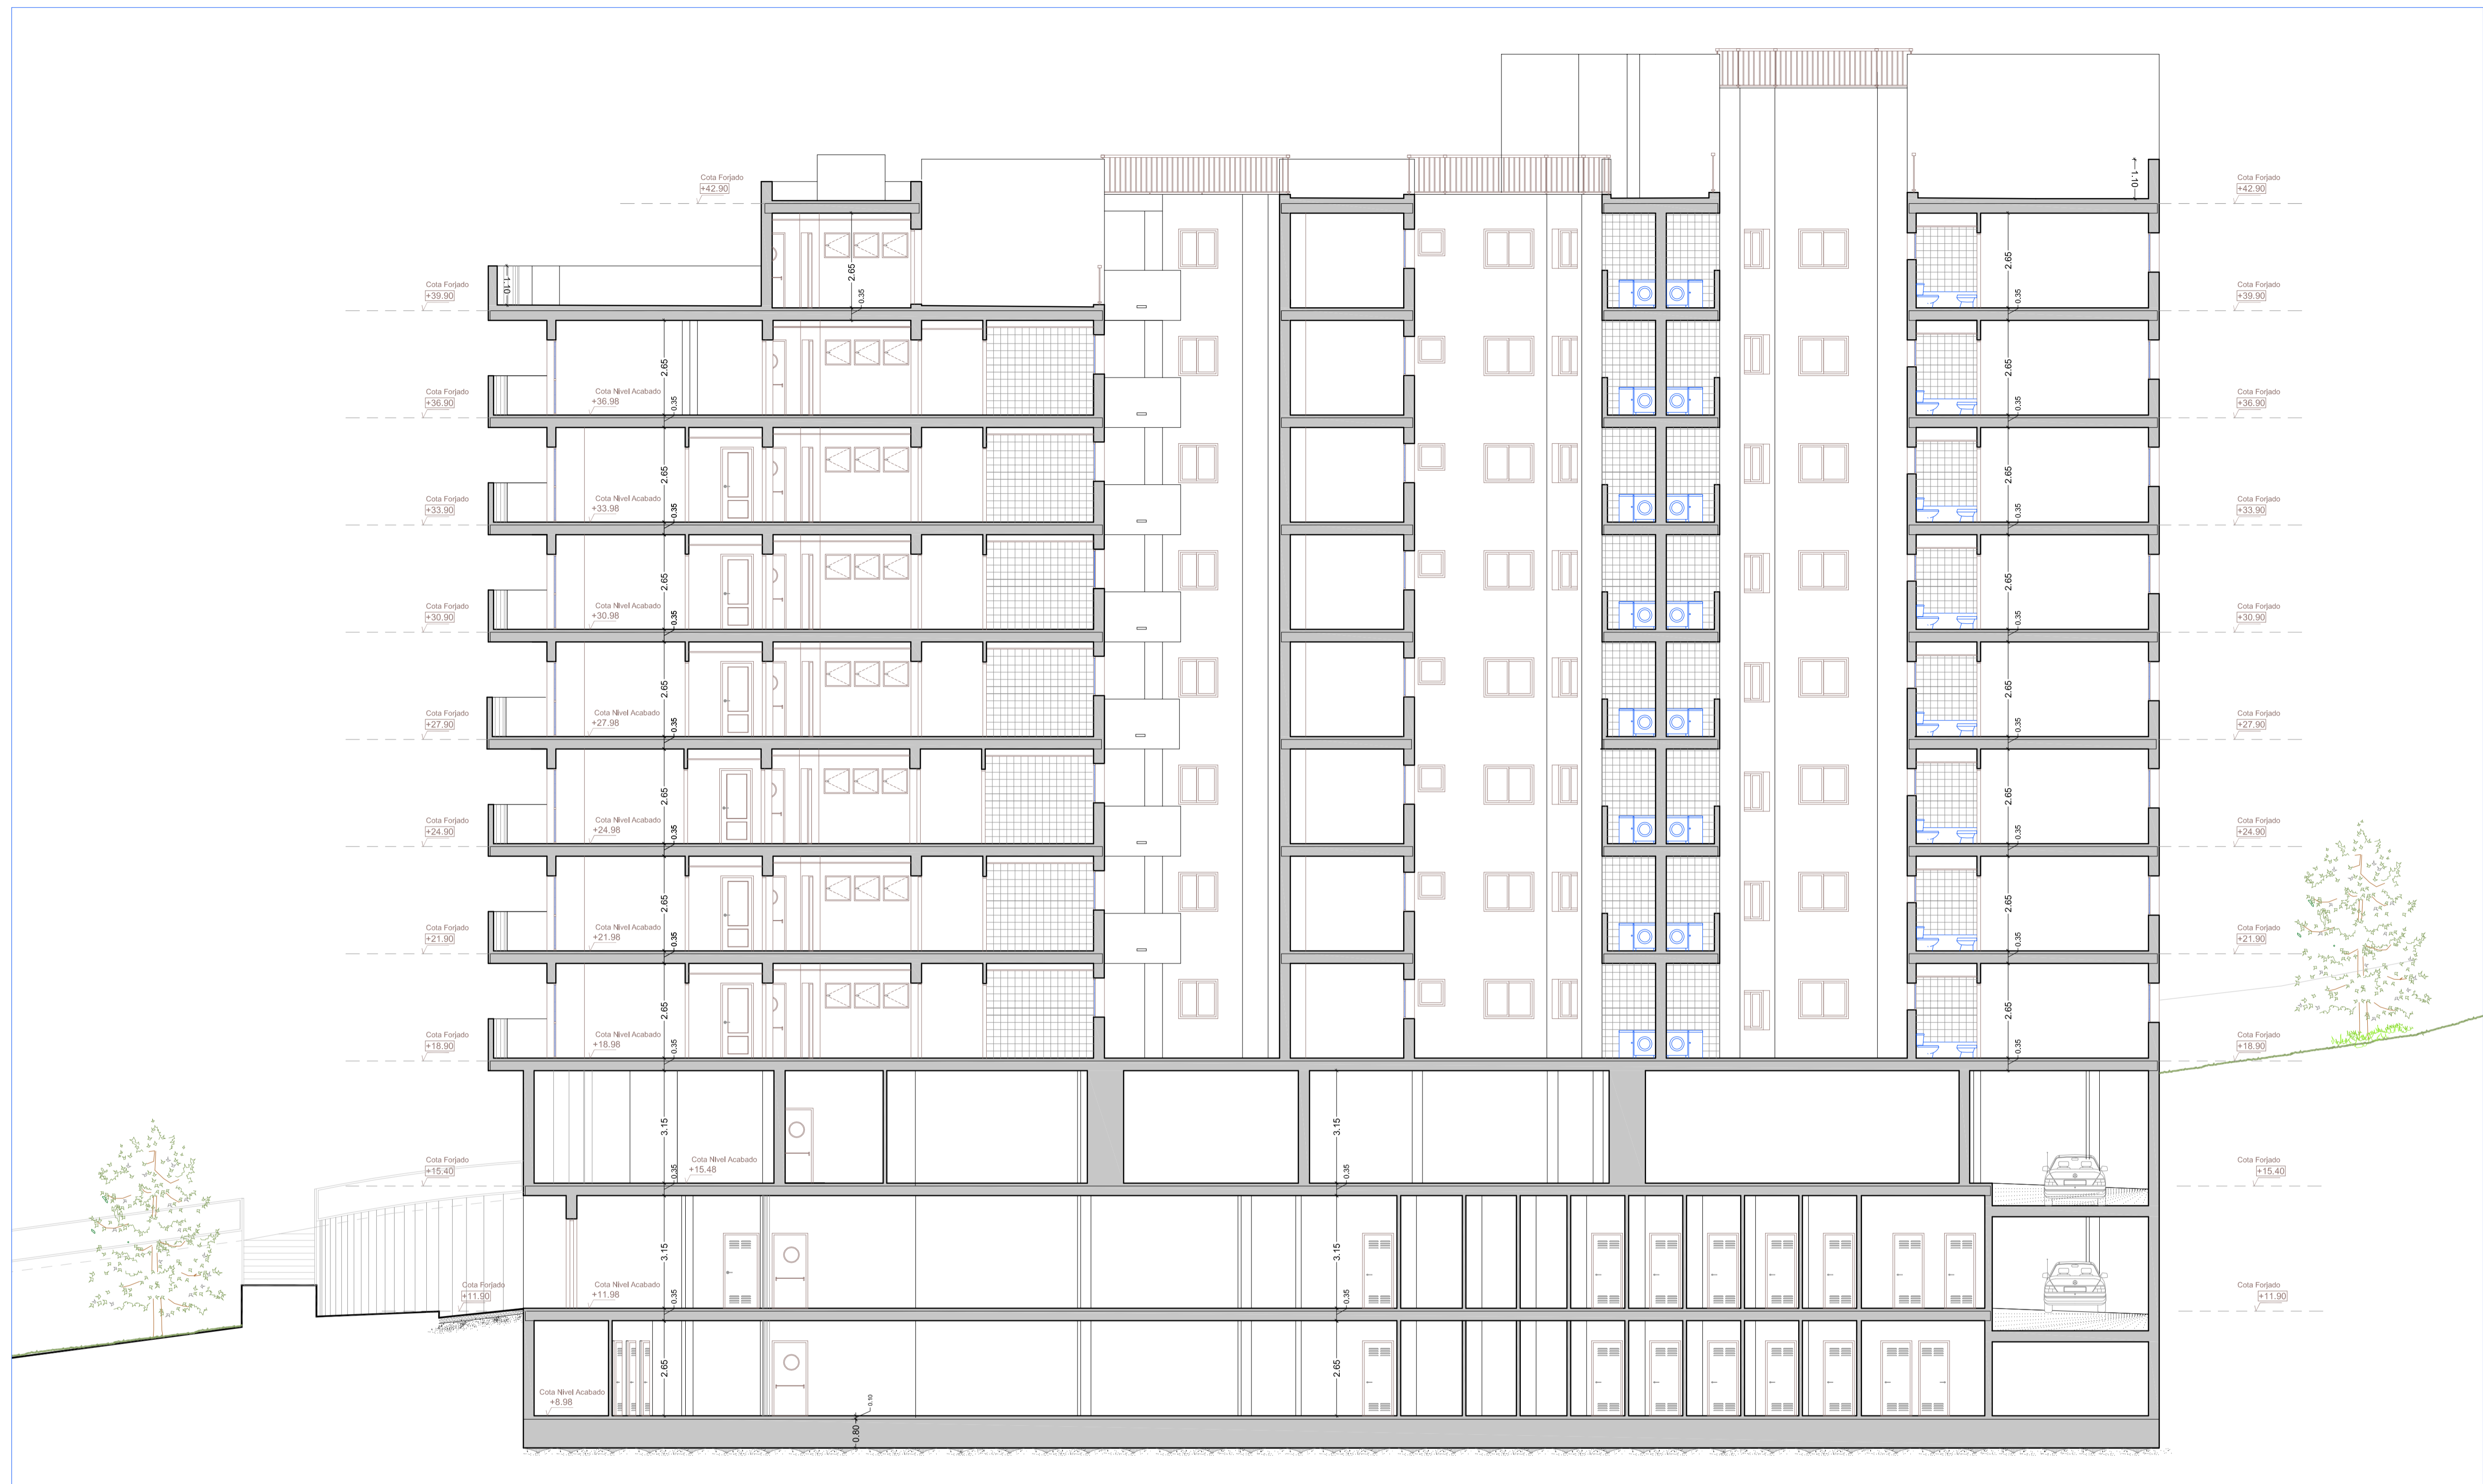 Cota Forjado
+42.90
Cota Forjado
+42.90
1.10
2.65
0.35
2.65
0.35
Cota Forjado
+39.90
1.10
Cota Forjado
+39.90
2.65
Cota Nivel Acabado
+36.98
0.35
2.65
0.35
Cota Forjado
+36.90
Cota Forjado
+36.90
2.65
Cota Nivel Acabado
+33.98
0.35
2.65
0.35
Cota Forjado
+33.90
Cota Forjado
+33.90
2.65
Cota Nivel Acabado
+30.98
0.35
2.65
0.35
Cota Forjado
+30.90
Cota Forjado
+30.90
2.65
Cota Nivel Acabado
+27.98
0.35
2.65
0.35
Cota Forjado
+27.90
Cota Forjado
+27.90
2.65
Cota Nivel Acabado
+24.98
0.35
2.65
0.35
Cota Forjado
+24.90
Cota Forjado
+24.90
2.65
Cota Nivel Acabado
+21.98
0.35
2.65
0.35
Cota Forjado
+21.90
Cota Forjado
+21.90
2.65
Cota Nivel Acabado
+18.98
0.35
2.65
0.35
Cota Forjado
+18.90
Cota Forjado
+18.90
3.15
3.15
Cota Nivel Acabado
+15.48
0.35
0.35
Cota Forjado
+15.40
Cota Forjado
+15.40
3.15
3.15
Cota Nivel Acabado
+11.98
0.35
0.35
Cota Forjado
+11.90
Cota Forjado
+11.90
2.65
2.65
Cota Nivel Acabado
+8.98
0.10
0.80